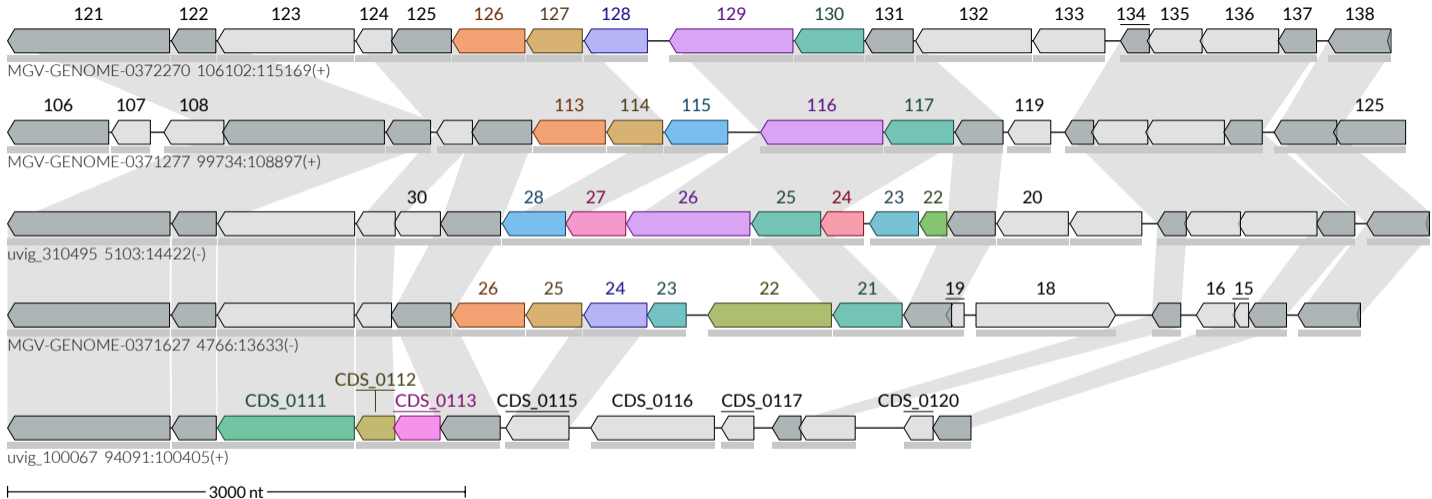 121 122 123 124 125 126 127 128 129 130 131 132 133 134 135 136 137 138
MGV-GENOME-0372270 106102:115169(+)
106 107 108 113 114 115 116 117 119 125
MGV-GENOME-0371277 99734:108897(+)
30 28 27 26 25 24 23 22 20
uvig_310495 5103:14422(-)
26 25 24 23 22 21 19 18 16 15
MGV-GENOME-0371627 4766:13633(-)
CDS_0112
CDS_0111 CDS_0113 CDS_0115 CDS_0116 CDS_0117 CDS_0120
uvig_100067 94091:100405(+)
3000 nt